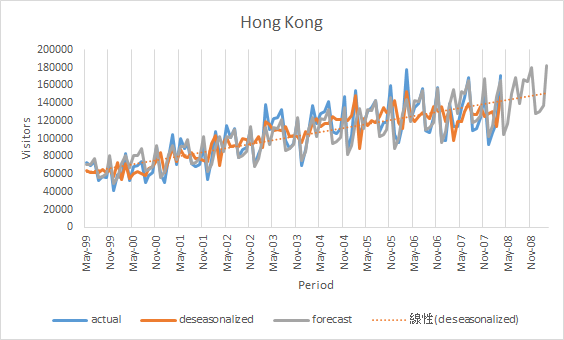 Hong Kong
200000
180000
160000
140000
120000
100000
80000
60000
40000
20000
0
Visitors
May-99
Nov-99
May-00
Nov-00
May-01
Nov-01
May-02
Nov-02
May-03
Nov-03
May-04
Nov-04
May-05
Nov-05
May-06
Nov-06
May-07
Nov-07
May-08
Nov-08
Period
actual deseasonalized forecast 線性(deseasonalized)